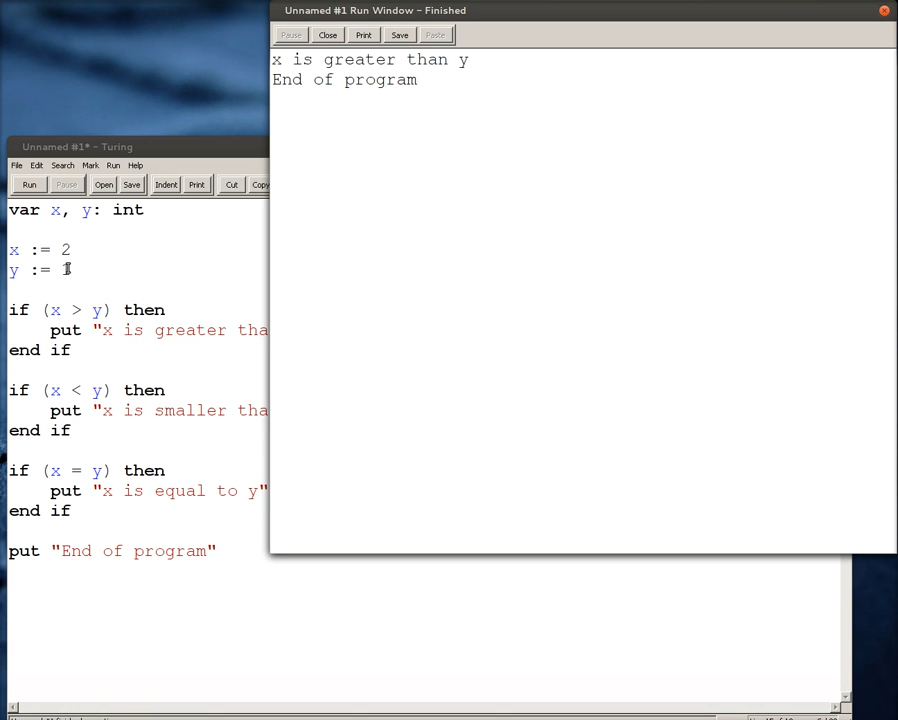 Unnamed #1 Run Window – Finished
Pause Close Print Save Paste
x is greater than y
End of program
Unnamed #1* – Turing
File Edit Search Mark Run Help
Run Pause Open Save Indent Print Cut Copy
var x, y: int
x := 2
y := 1
if (x > y) then
put "x is greater tha
end if
if (x < y) then
put "x is smaller tha
end if
if (x = y) then
put "x is equal to y"
end if
put "End of program"